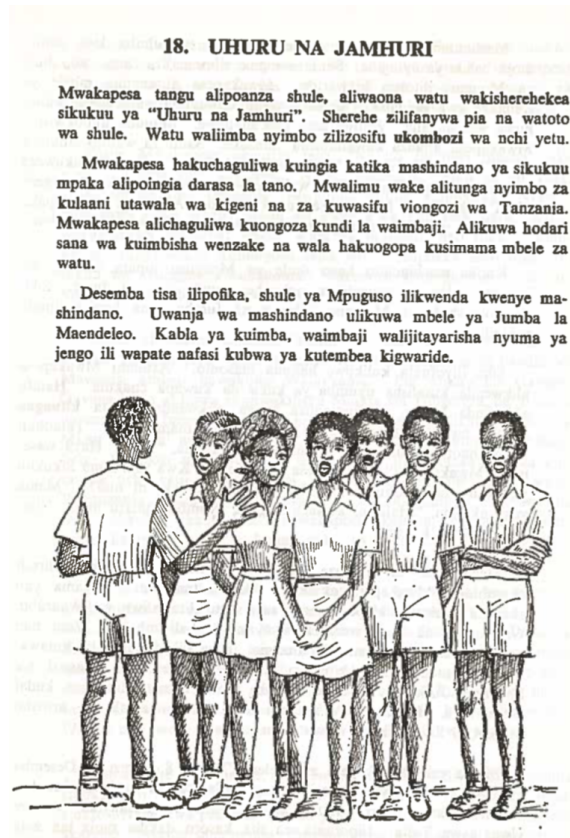 18. UHURU NA JAMHURI
Mwakapesa tangu alipoanza shule, aliwaona watu wakisherehekea
sikukuu ya “Uhuru na Jamhuri”. Sherehe zilifanywa pia na watoto
wa shule. Watu waliimba nyimbo zilizosifu ukombozi wa nchi yetu.
Mwakapesa hakuchaguliwa kuingia katika mashindano ya sikukuu
mpaka alipoingia darasa la tano. Mwalimu wake alitunga nyimbo za
kulaani utawala wa kigeni na za kuwasifu viongozi wa Tanzania.
Mwakapesa alichaguliwa kuongoza kundi la waimbaji. Alikuwa hodari
sana wa kuimbisha wenzake na wala hakuogopa kusimama mbele za
watu.
Desemba tisa ilipofika, shule ya Mpuguso ilikwenda kwenye ma-
shindano. Uwanja wa mashindano ulikuwa mbele ya Jumba la
Maendeleo. Kabla ya kuimba, waimbaji walijitayarisha nyuma ya
jengo ili wapate nafasi kubwa ya kutembea kigwaride.